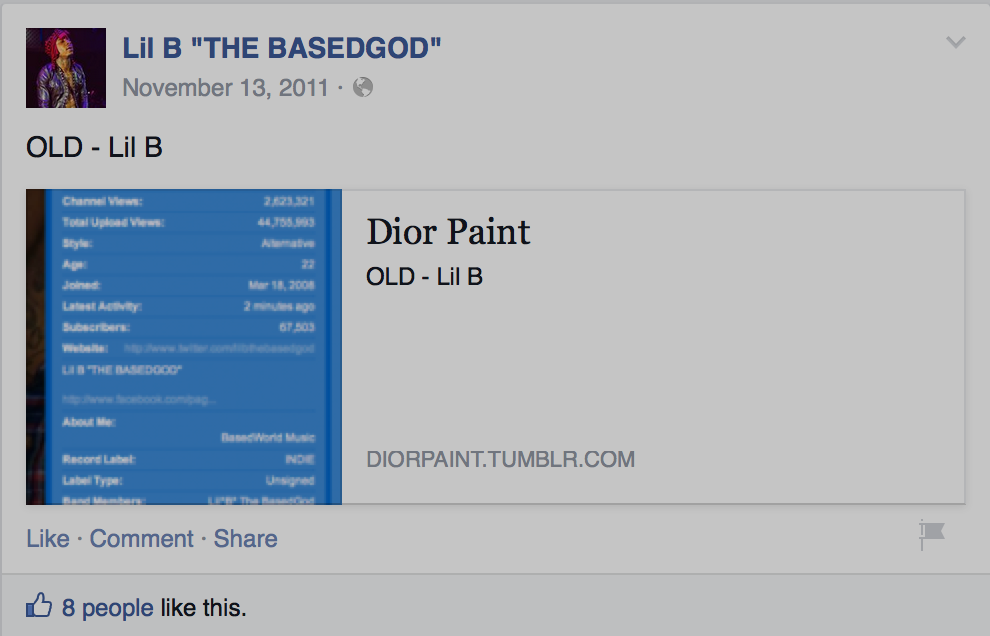 Lil B "THE BASEDGOD"
November 13, 2011 ·
OLD - Lil B
Channel Views: 2,623,321
Total Upload Views: 44,755,993
Style: Alternative
Age: 22
Joined: Mar 18, 2008
Latest Activity: 2 minutes ago
Subscribers: 67,503
Website: http://www.twitter.com/lilbthebasedgod
Lil B "THE BASEDGOD"
http://www.facebook.com/pag...
About Me:
BasedWorld Music
Record Label: INDIE
Label Type: Unsigned
Band Members: Lil"B" The BasedGod
Dior Paint
OLD - Lil B
DIORPAINT.TUMBLR.COM
Like · Comment · Share
8 people like this.